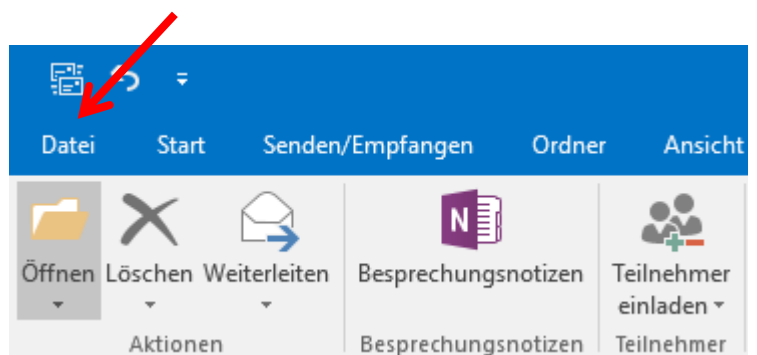 Datei Start Senden/Empfangen Ordner Ansicht
Öffnen Löschen Weiterleiten Besprechungsnotizen Teilnehmer
einladen
Aktionen Besprechungsnotizen Teilnehmer
N